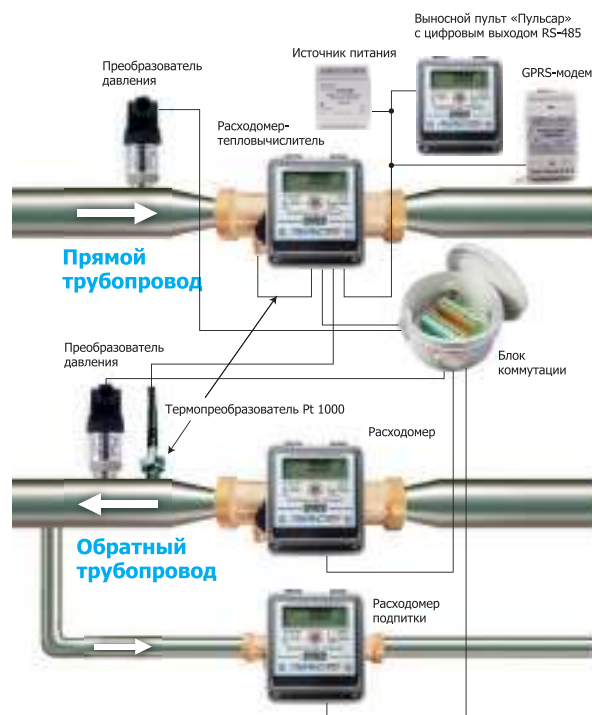 Выносной пульт «Пульсар»
с цифровым выходом RS-485
Источник питания
GPRS-модем
Преобразователь
давления
Расходомер-
тепловычислитель
Прямой
трубопровод
Преобразователь
давления
Блок
коммутации
Термопреобразователь Pt 1000
Расходомер
Обратный
трубопровод
Расходомер
подпитки